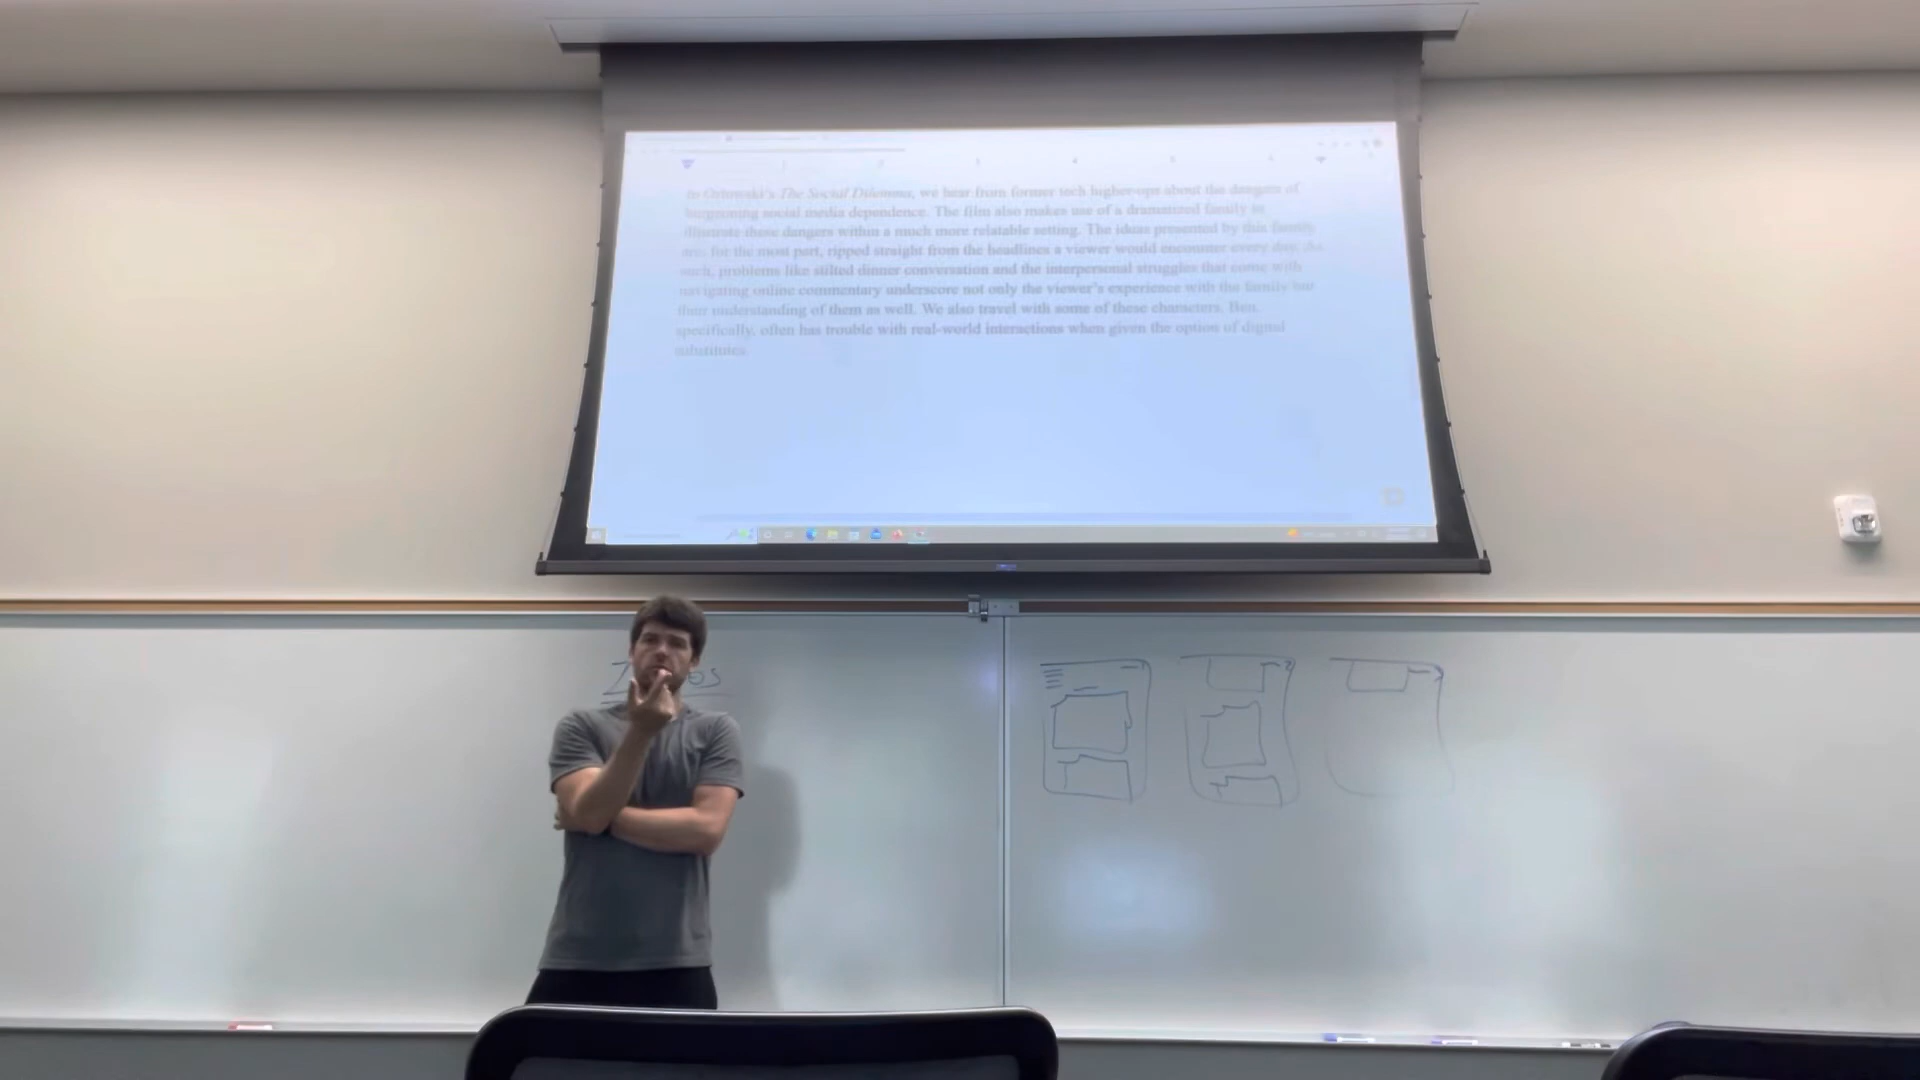 In Orlowski's The Social Dilemma, we hear from former tech higher-ups about the dangers of
burgeoning social media dependence. The film also makes use of a dramatized family to
illustrate these dangers within a much more relatable setting. The ideas presented by this family
are, for the most part, ripped straight from the headlines a viewer would encounter every day. As
such, problems like stilted dinner conversation and the interpersonal struggles that come with
navigating online commentary underscore not only the viewer's experience with the family but
their understanding of them as well. We also travel with some of these characters. Ben,
specifically, often has trouble with real-world interactions when given the option of digital
substitutes.